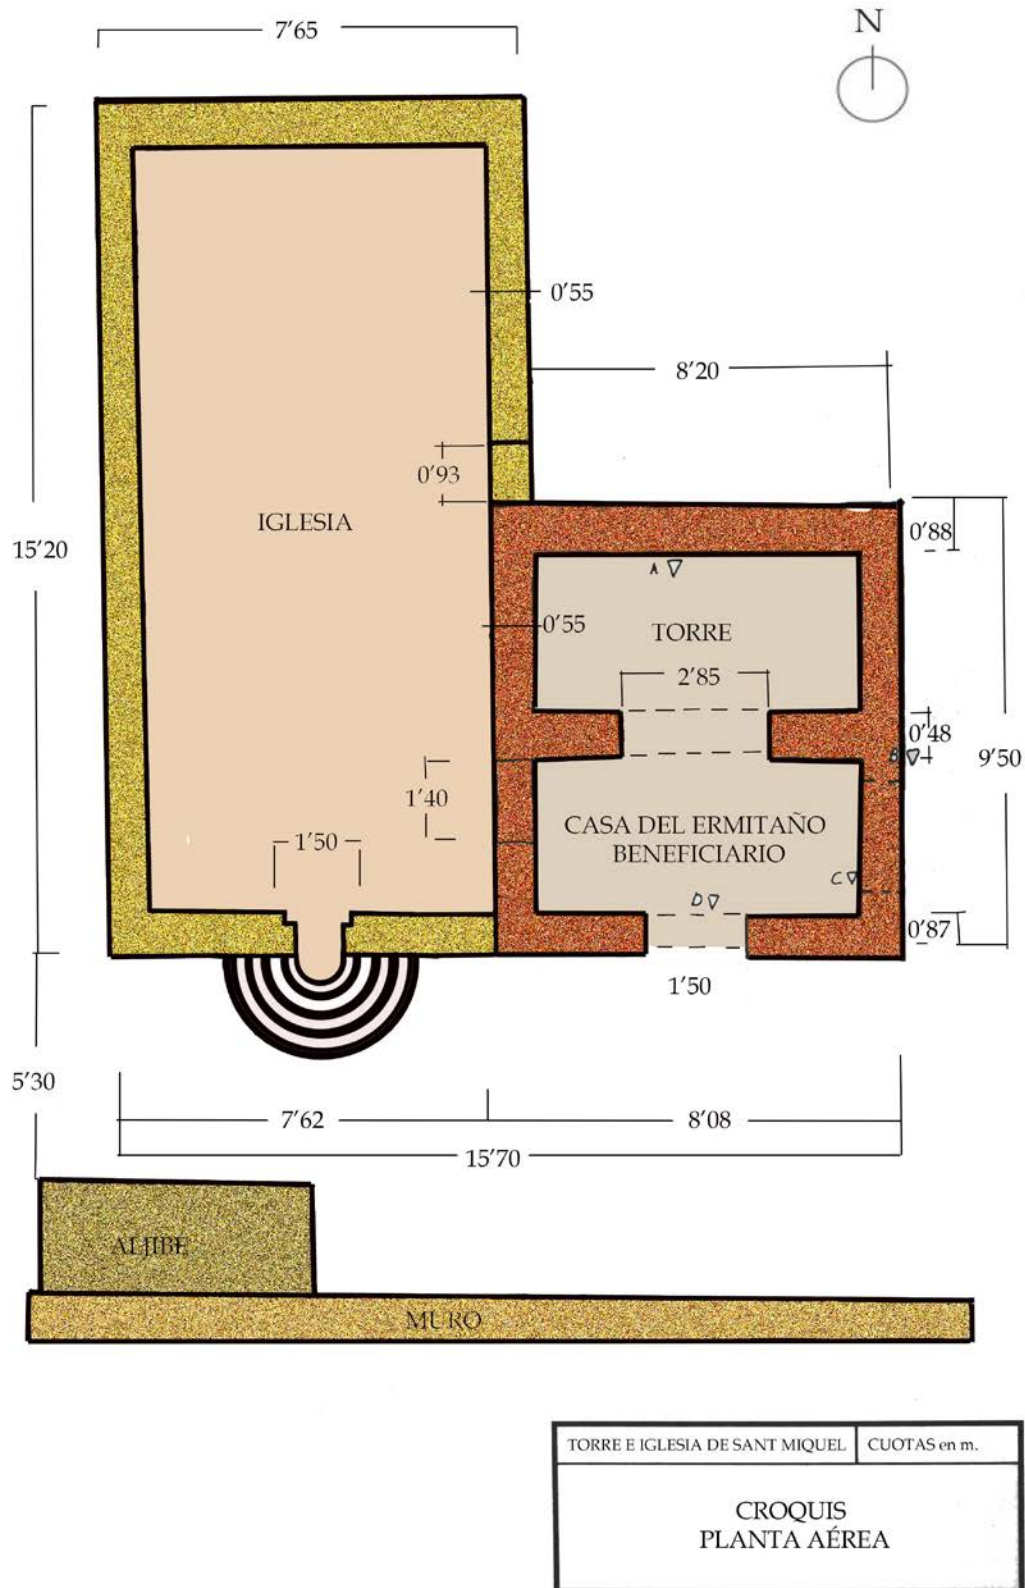 N
7'65
0'55
8'20
0'93
IGLESIA
15'20
0'88
A
0'55
TORRE
2'85
0'48
B
9'50
1'40
CASA DEL ERMITAÑO
BENEFICIARIO
1'50
C
D
0'87
1'50
5'30
7'62
8'08
15'70
ALJIBE
MURO
TORRE E IGLESIA DE SANT MIQUEL
CUOTAS en m.
CROQUIS
PLANTA AÉREA